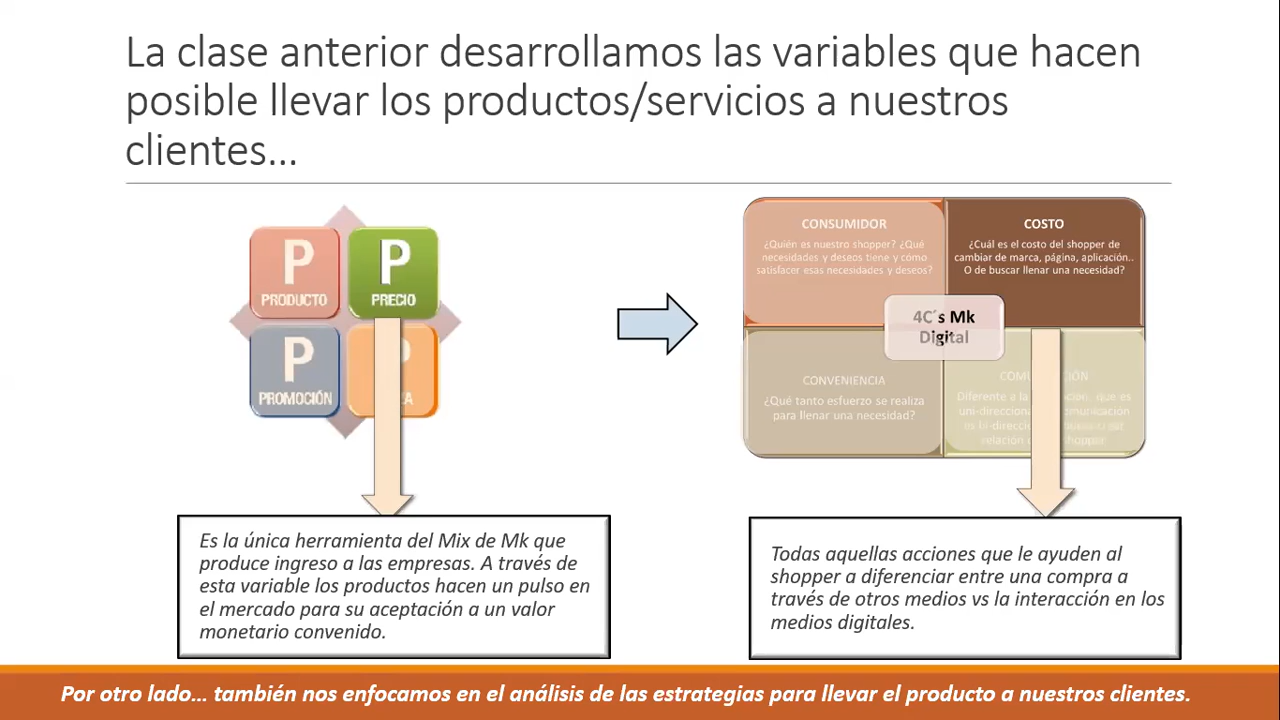 La clase anterior desarrollamos las variables que hacen
posible llevar los productos/servicios a nuestros
clientes...
P
PRODUCTO
P
PRECIO
P
PROMOCIÓN
CONSUMIDOR
¿Quién es nuestro shopper? ¿Qué
necesidades y deseos tiene y cómo
satisfacer esas necesidades y deseos?
COSTO
¿Cuál es el costo del shopper de
cambiar de marca, página, aplicación..
O de buscar llenar una necesidad?
4C´s Mk
Digital
CONVENIENCIA
¿Qué tanto esfuerzo se realiza
para llenar una necesidad?
Diferente a la que es
Es la única herramienta del Mix de Mk que
produce ingreso a las empresas. A través de
esta variable los productos hacen un pulso en
el mercado para su aceptación a un valor
monetario convenido.
Todas aquellas acciones que le ayuden al
shopper a diferenciar entre una compra a
través de otros medios vs la interacción en los
medios digitales.
Por otro lado... también nos enfocamos en el análisis de las estrategias para llevar el producto a nuestros clientes.